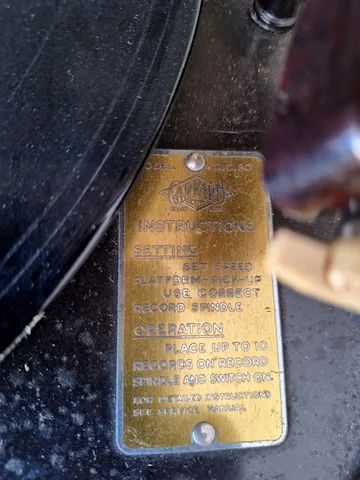 MODEL R.C.80
GARRARD
INSTRUCTIONS
SETTING
SET SPEED
PLATFORM-PICK-UP
USE CORRECT
RECORD SPINDLE
OPERATION
PLACE UP TO 10
RECORDS ON RECORD
SPINDLE AND SWITCH ON.
FOR DETAILED INSTRUCTIONS
SEE SERVICE MANUAL